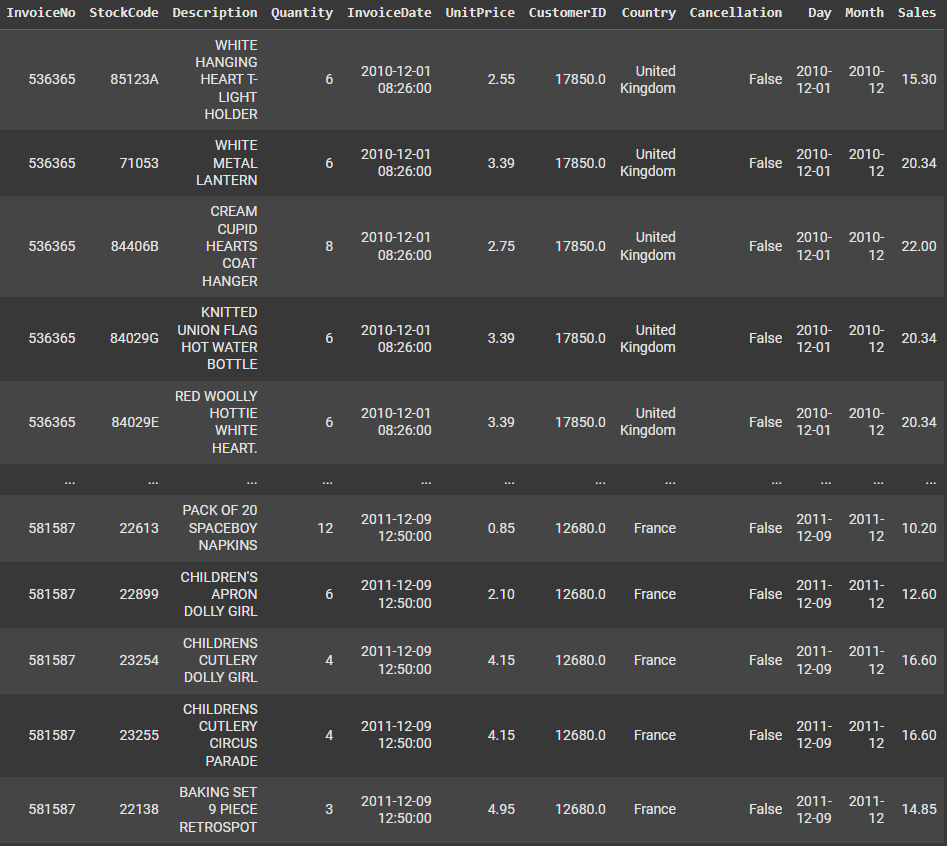 InvoiceNo StockCode Description Quantity InvoiceDate UnitPrice CustomerID Country Cancellation Day Month Sales
536365 85123A WHITE HANGING HEART T-LIGHT HOLDER 6 2010-12-01 08:26:00 2.55 17850.0 United Kingdom False 2010-12-01 2010-12 15.30
536365 71053 WHITE METAL LANTERN 6 2010-12-01 08:26:00 3.39 17850.0 United Kingdom False 2010-12-01 2010-12 20.34
536365 84406B CREAM CUPID HEARTS COAT HANGER 8 2010-12-01 08:26:00 2.75 17850.0 United Kingdom False 2010-12-01 2010-12 22.00
536365 84029G KNITTED UNION FLAG HOT WATER BOTTLE 6 2010-12-01 08:26:00 3.39 17850.0 United Kingdom False 2010-12-01 2010-12 20.34
536365 84029E RED WOOLLY HOTTIE WHITE HEART. 6 2010-12-01 08:26:00 3.39 17850.0 United Kingdom False 2010-12-01 2010-12 20.34
... ... ... ... ... ... ... ... ... ... ... ...
581587 22613 PACK OF 20 SPACEBOY NAPKINS 12 2011-12-09 12:50:00 0.85 12680.0 France False 2011-12-09 2011-12 10.20
581587 22899 CHILDREN'S APRON DOLLY GIRL 6 2011-12-09 12:50:00 2.10 12680.0 France False 2011-12-09 2011-12 12.60
581587 23254 CHILDRENS CUTLERY DOLLY GIRL 4 2011-12-09 12:50:00 4.15 12680.0 France False 2011-12-09 2011-12 16.60
581587 23255 CHILDRENS CUTLERY CIRCUS PARADE 4 2011-12-09 12:50:00 4.15 12680.0 France False 2011-12-09 2011-12 16.60
581587 22138 BAKING SET 9 PIECE RETROSPOT 3 2011-12-09 12:50:00 4.95 12680.0 France False 2011-12-09 2011-12 14.85